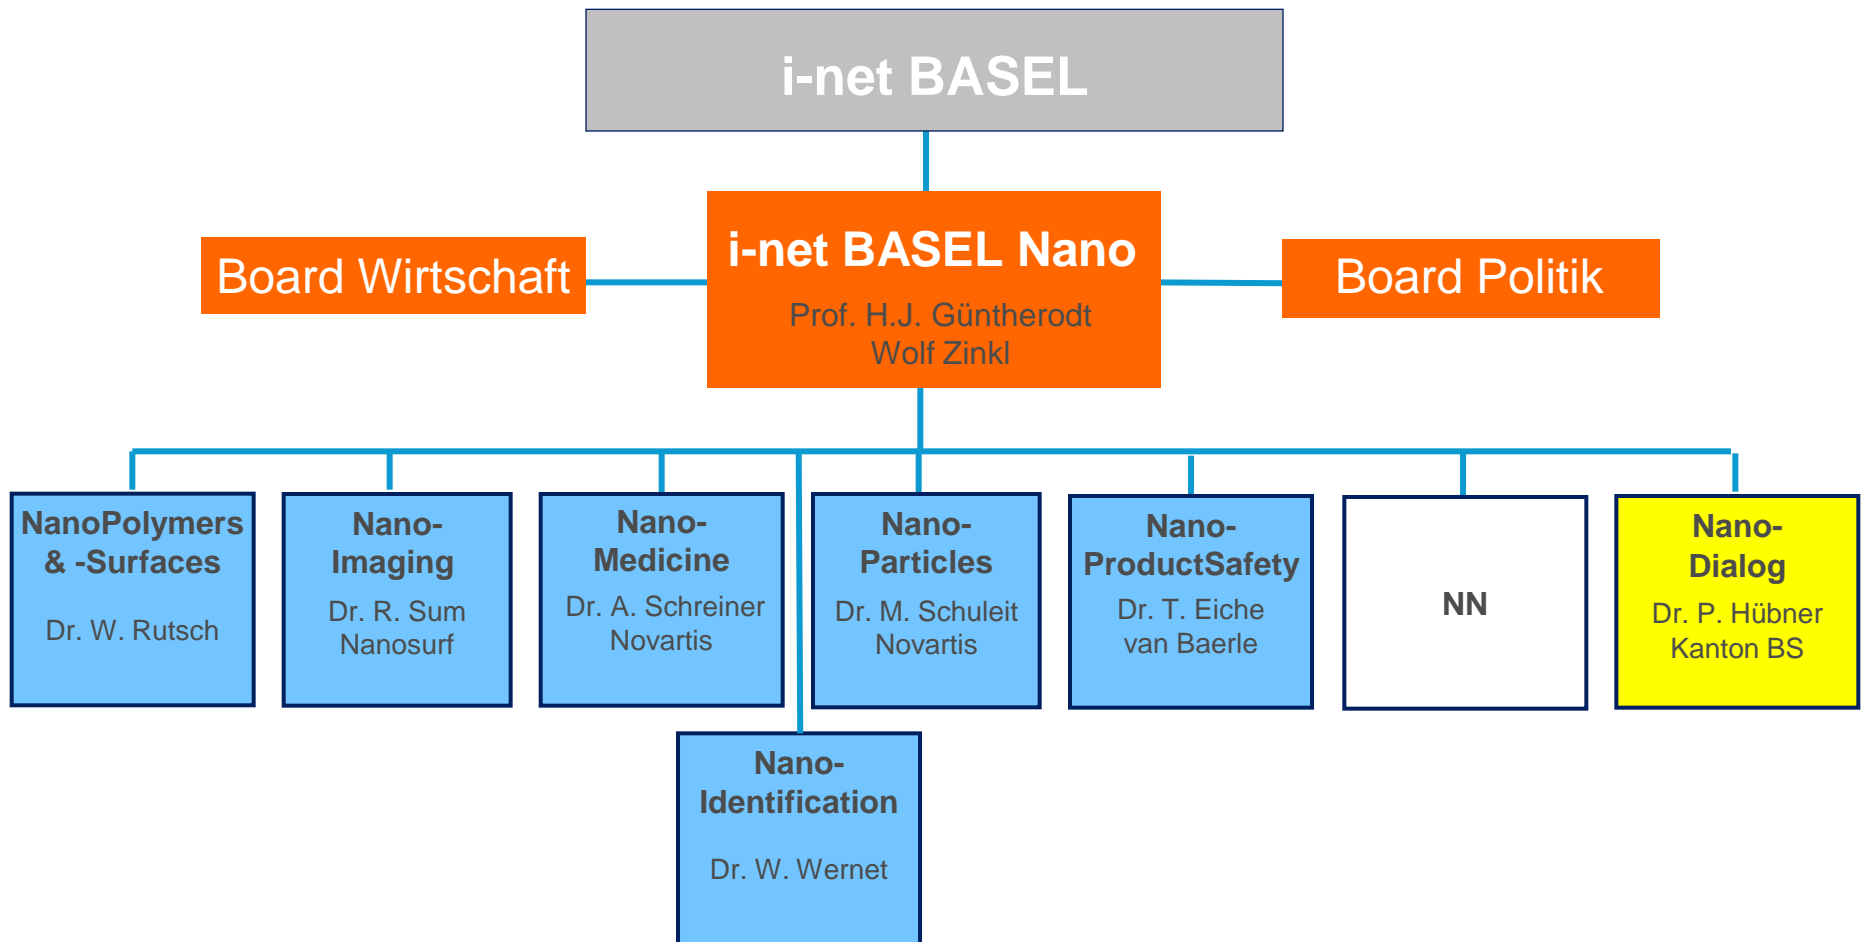 i-net BASEL
Board Wirtschaft
i-net BASEL Nano
Prof. H.J. Güntherodt
Wolf Zinkl
Board Politik
NanoPolymers
& -Surfaces
Dr. W. Rutsch
Nano-
Imaging
Dr. R. Sum
Nanosurf
Nano-
Medicine
Dr. A. Schreiner
Novartis
Nano-
Particles
Dr. M. Schuleit
Novartis
Nano-
ProductSafety
Dr. T. Eiche
van Baerle
NN
Nano-
Dialog
Dr. P. Hübner
Kanton BS
Nano-
Identification
Dr. W. Wernet